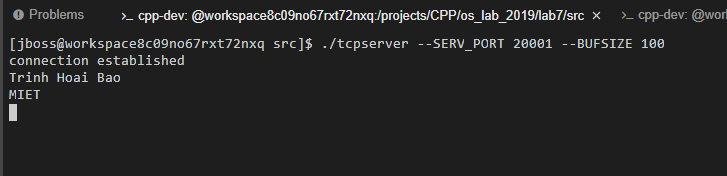 Problems
>_ cpp-dev: @workspace8c09no67rxt72nxq:/projects/CPP/os_lab_2019/lab7/src ×
>_ cpp-dev: @wo
[jboss@workspace8c09no67rxt72nxq src]$ ./tcpserver --SERV_PORT 20001 --BUFSIZE 100
connection established
Trinh Hoai Bao
MIET